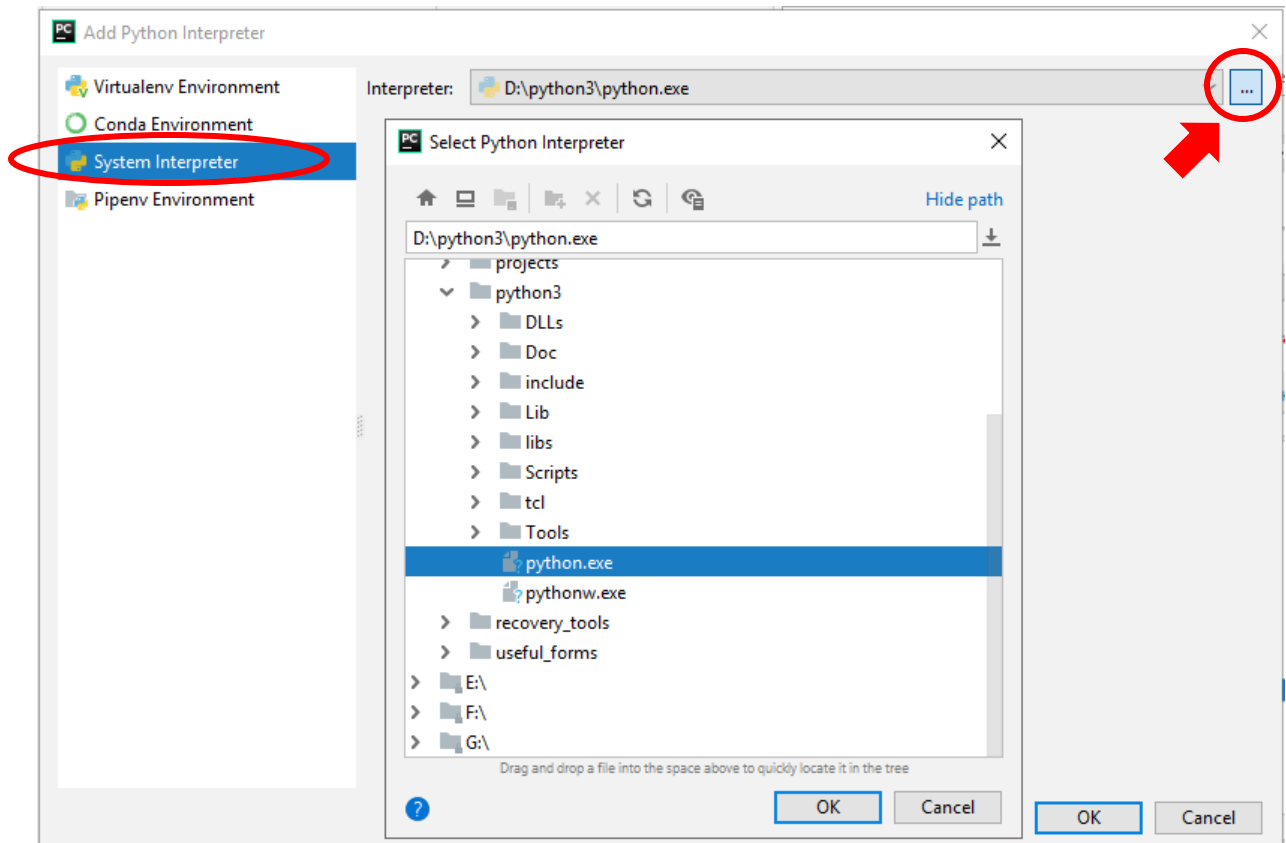 PC Add Python Interpreter
Virtualenv Environment
Conda Environment
System Interpreter
Pipenv Environment
Interpreter: D:\python3\python.exe ...
PC Select Python Interpreter
Hide path
D:\python3\python.exe
projects
python3
DLLs
Doc
include
Lib
libs
Scripts
tcl
Tools
python.exe
pythonw.exe
recovery_tools
useful_forms
E:\
F:\
G:\
Drag and drop a file into the space above to quickly locate it in the tree
? OK Cancel
OK Cancel